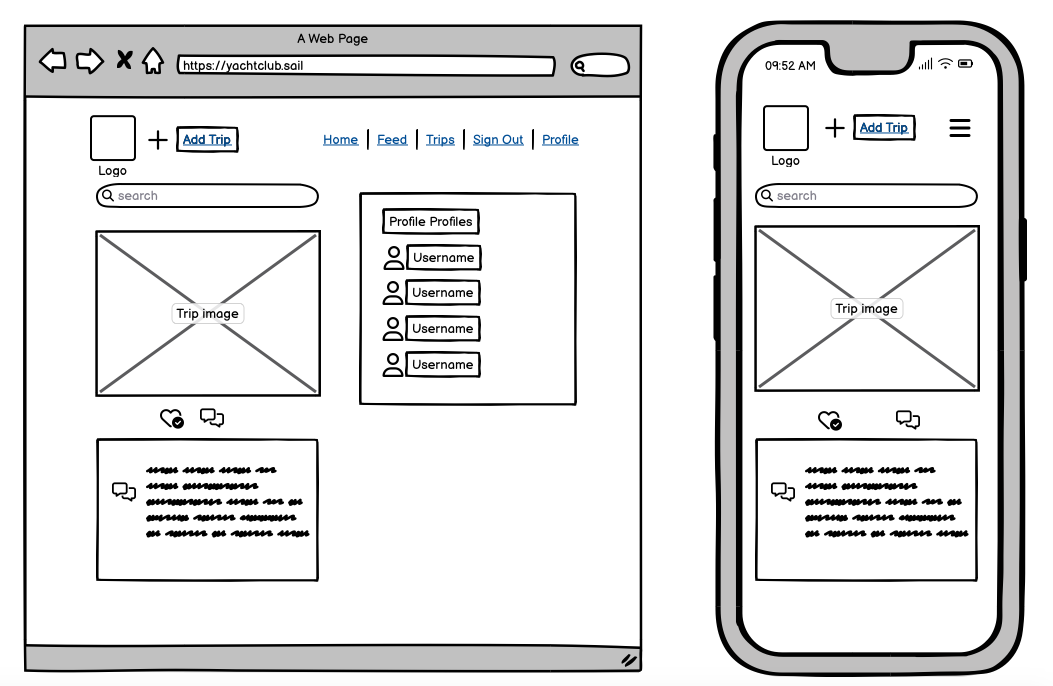 A Web Page
https://yachtclub.sail
Add Trip
Home Feed Trips Sign Out Profile
Logo
search
Trip image
Profile Profiles
Username
Username
Username
Username
09:52 AM
Add Trip
Logo
search
Trip image